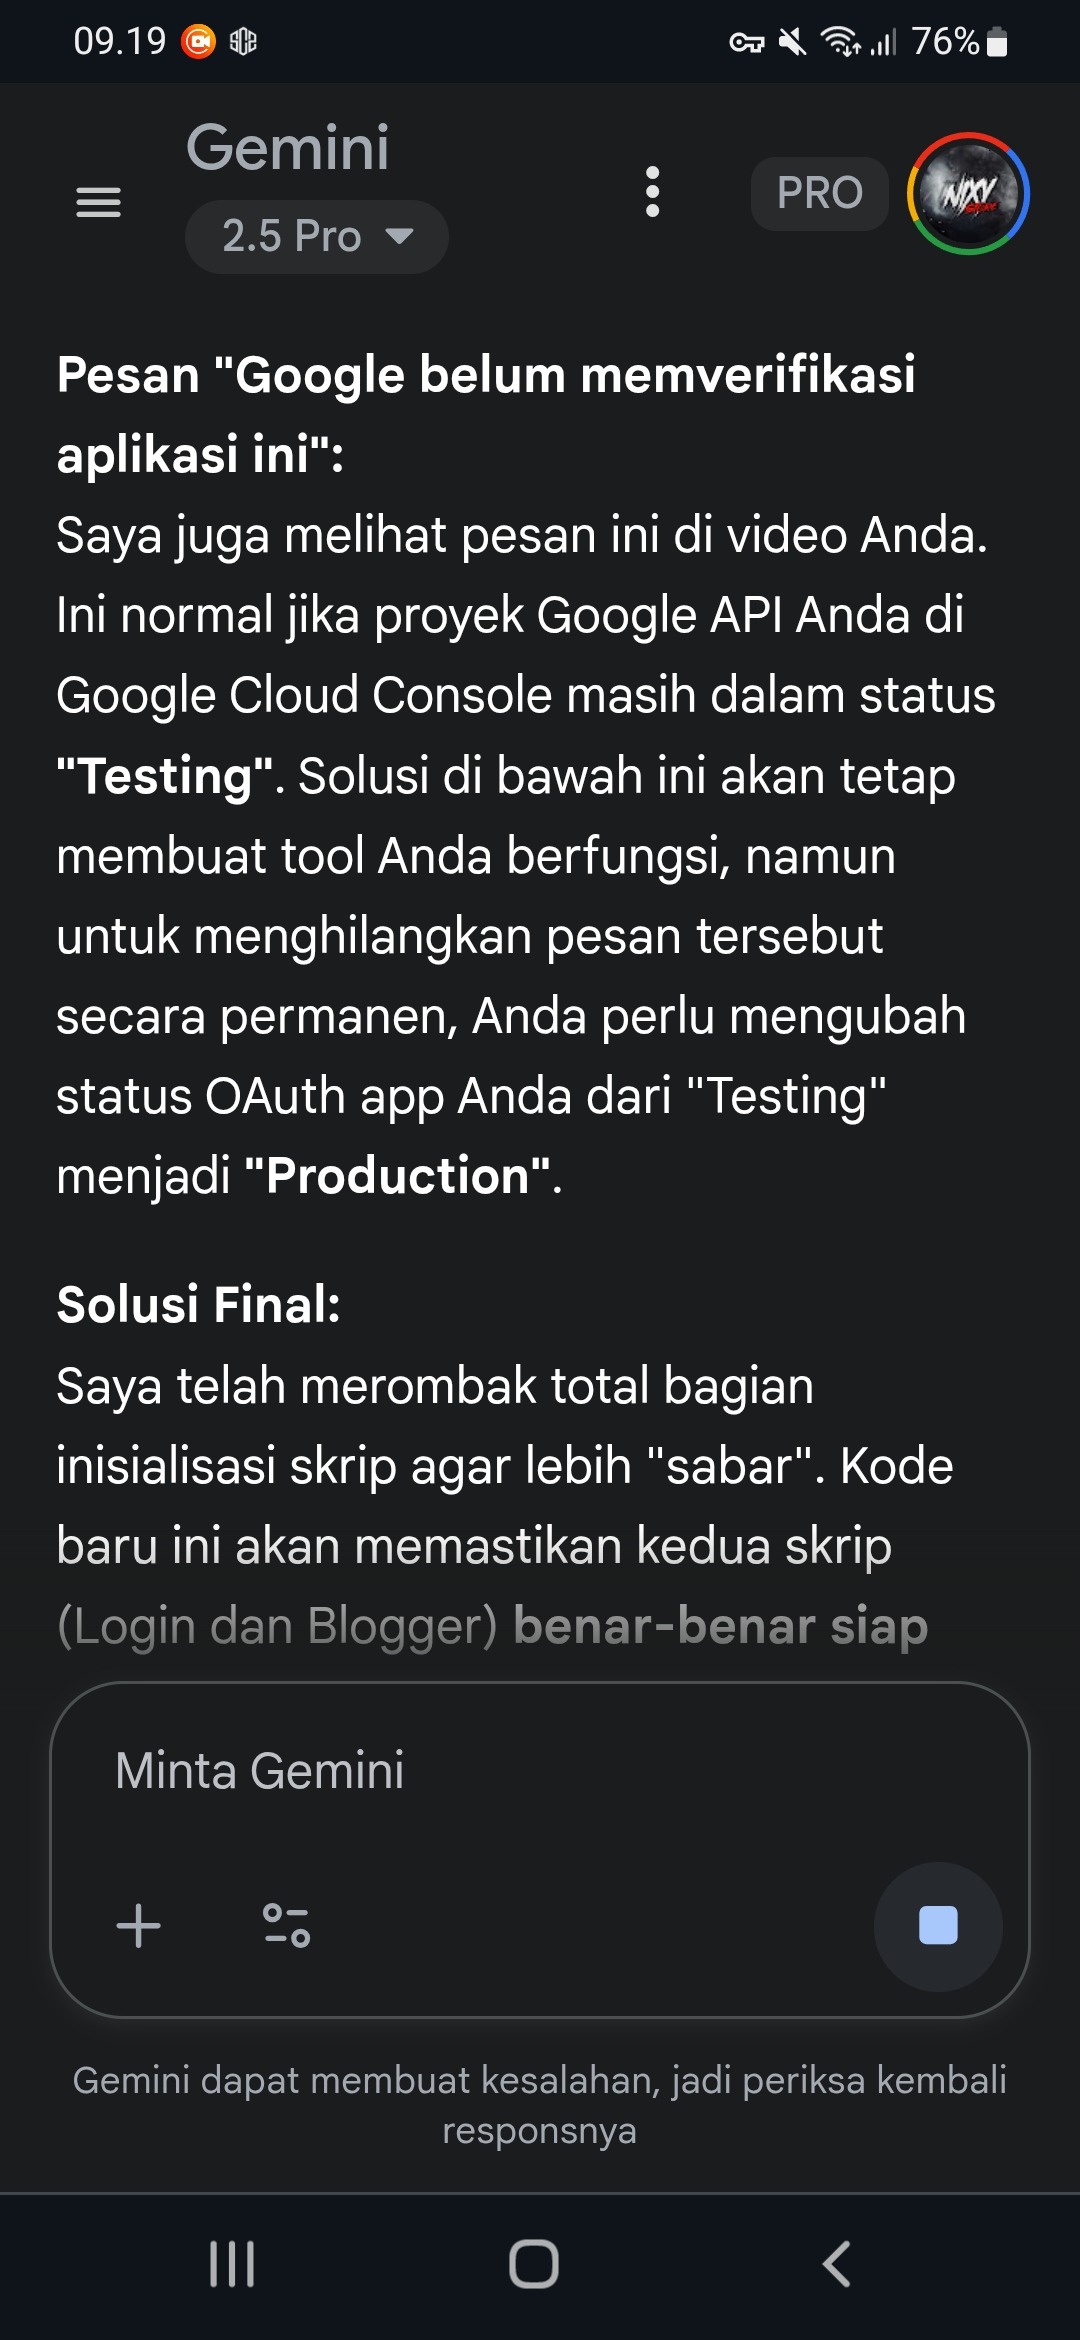 09.19
76%
Gemini
2.5 Pro
PRO
NIXY
Pesan "Google belum memverifikasi
aplikasi ini":
Saya juga melihat pesan ini di video Anda.
Ini normal jika proyek Google API Anda di
Google Cloud Console masih dalam status
"Testing". Solusi di bawah ini akan tetap
membuat tool Anda berfungsi, namun
untuk menghilangkan pesan tersebut
secara permanen, Anda perlu mengubah
status OAuth app Anda dari "Testing"
menjadi "Production".
Solusi Final:
Saya telah merombak total bagian
inisialisasi skrip agar lebih "sabar". Kode
baru ini akan memastikan kedua skrip
(Login dan Blogger) benar-benar siap
Minta Gemini
Gemini dapat membuat kesalahan, jadi periksa kembali
responsnya